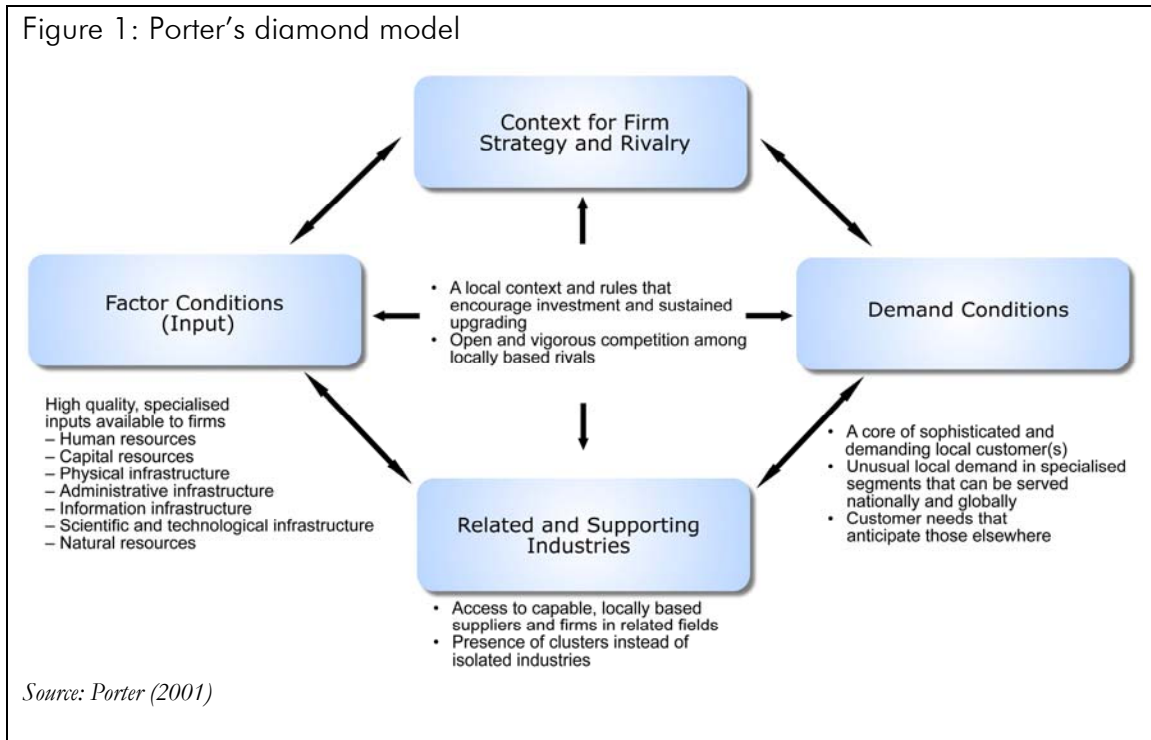 Figure 1: Porter's diamond model
Context for Firm
Strategy and Rivalry
Factor Conditions
(Input)
• A local context and rules that
encourage investment and sustained
upgrading
• Open and vigorous competition among
locally based rivals
Demand Conditions
High quality, specialised
inputs available to firms
– Human resources
– Capital resources
– Physical infrastructure
– Administrative infrastructure
– Information infrastructure
– Scientific and technological infrastructure
– Natural resources
• A core of sophisticated and
demanding local customer(s)
• Unusual local demand in specialised
segments that can be served
nationally and globally
• Customer needs that
anticipate those elsewhere
Related and Supporting
Industries
• Access to capable, locally based
suppliers and firms in related fields
• Presence of clusters instead of
isolated industries
Source: Porter (2001)